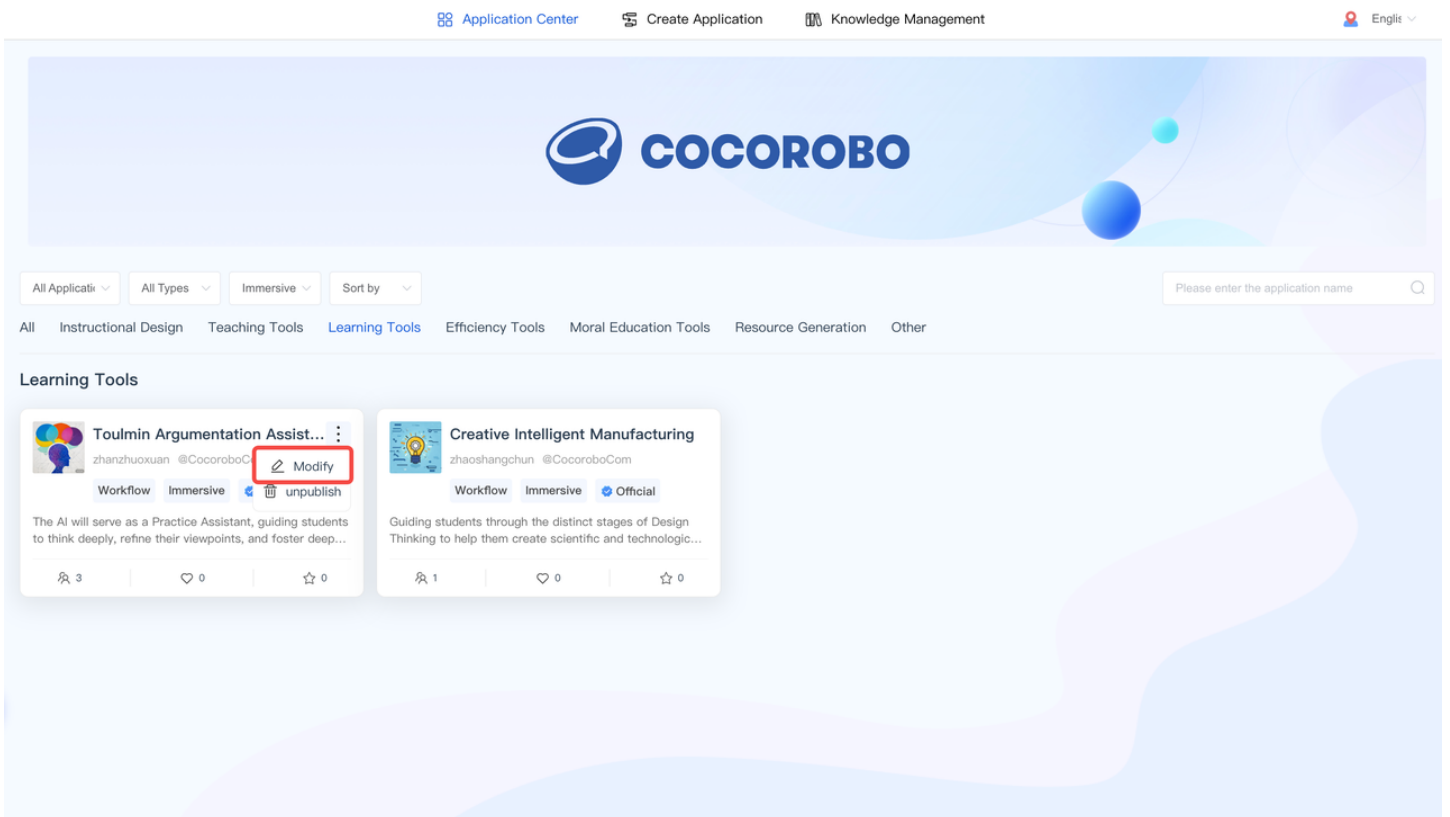 Application Center Create Application Knowledge Management Englis
COCOROBO
All Applicatic All Types Immersive Sort by Please enter the application name
All Instructional Design Teaching Tools Learning Tools Efficiency Tools Moral Education Tools Resource Generation Other
Learning Tools
Toulmin Argumentation Assist...
zhanzhuoxuan @CocoroboC
Modify
Workflow Immersive
unpublish
The AI will serve as a Practice Assistant, guiding students
to think deeply, refine their viewpoints, and foster deep...
3 0 0
Creative Intelligent Manufacturing
zhaoshangchun @CocoroboCom
Workflow Immersive Official
Guiding students through the distinct stages of Design
Thinking to help them create scientific and technologic...
1 0 0